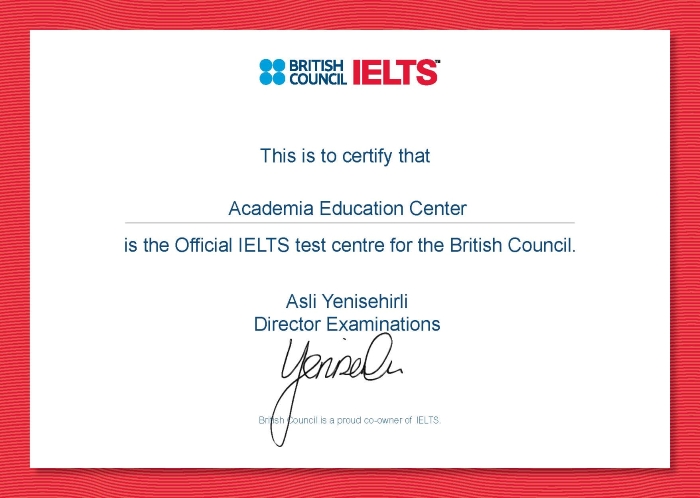 BRITISH COUNCIL IELTS™
This is to certify that
Academia Education Center
is the Official IELTS test centre for the British Council.
Asli Yenisehirli
Director Examinations
British Council is a proud co-owner of IELTS.